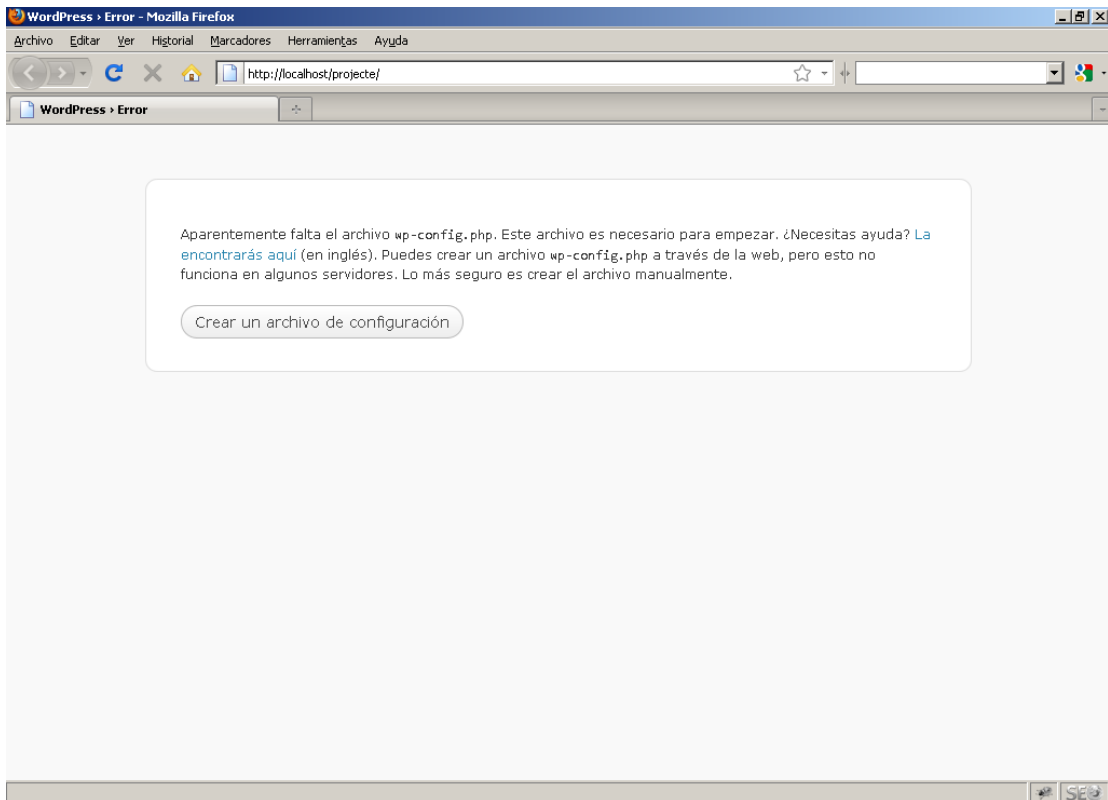 WordPress › Error - Mozilla Firefox
Archivo Editar Ver Historial Marcadores Herramientas Ayuda
http://localhost/projecte/
WordPress › Error
Aparentemente falta el archivo wp-config.php. Este archivo es necesario para empezar. ¿Necesitas ayuda? La
encontrarás aquí (en inglés). Puedes crear un archivo wp-config.php a través de la web, pero esto no
funciona en algunos servidores. Lo más seguro es crear el archivo manualmente.
Crear un archivo de configuración